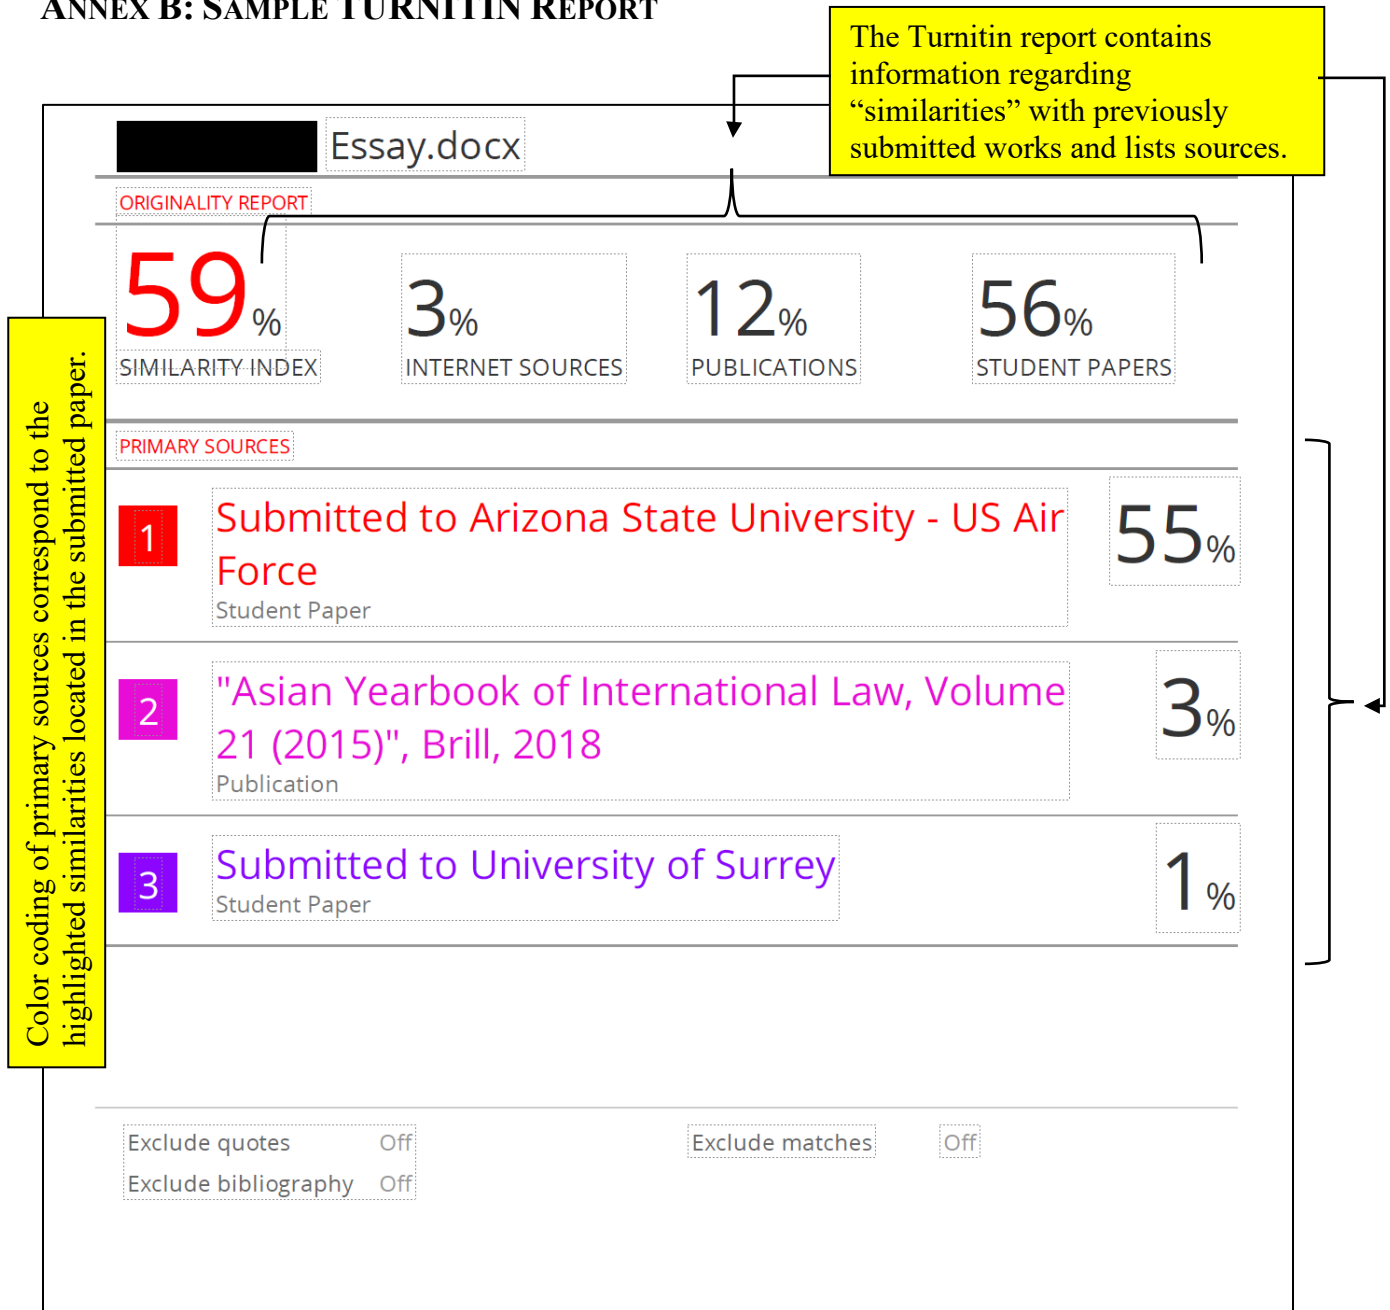 ANNEX B: SAMPLE TURNITIN REPORT
The Turnitin report contains
information regarding
“similarities” with previously
submitted works and lists sources.
Essay.docx
ORIGINALITY REPORT
59%
SIMILARITY INDEX
3%
INTERNET SOURCES
12%
PUBLICATIONS
56%
STUDENT PAPERS
Color coding of primary sources correspond to the
highlighted similarities located in the submitted paper.
PRIMARY SOURCES
1
Submitted to Arizona State University - US Air
Force
Student Paper
55%
2
"Asian Yearbook of International Law, Volume
21 (2015)", Brill, 2018
Publication
3%
3
Submitted to University of Surrey
Student Paper
1%
Exclude quotes Off
Exclude bibliography Off
Exclude matches Off